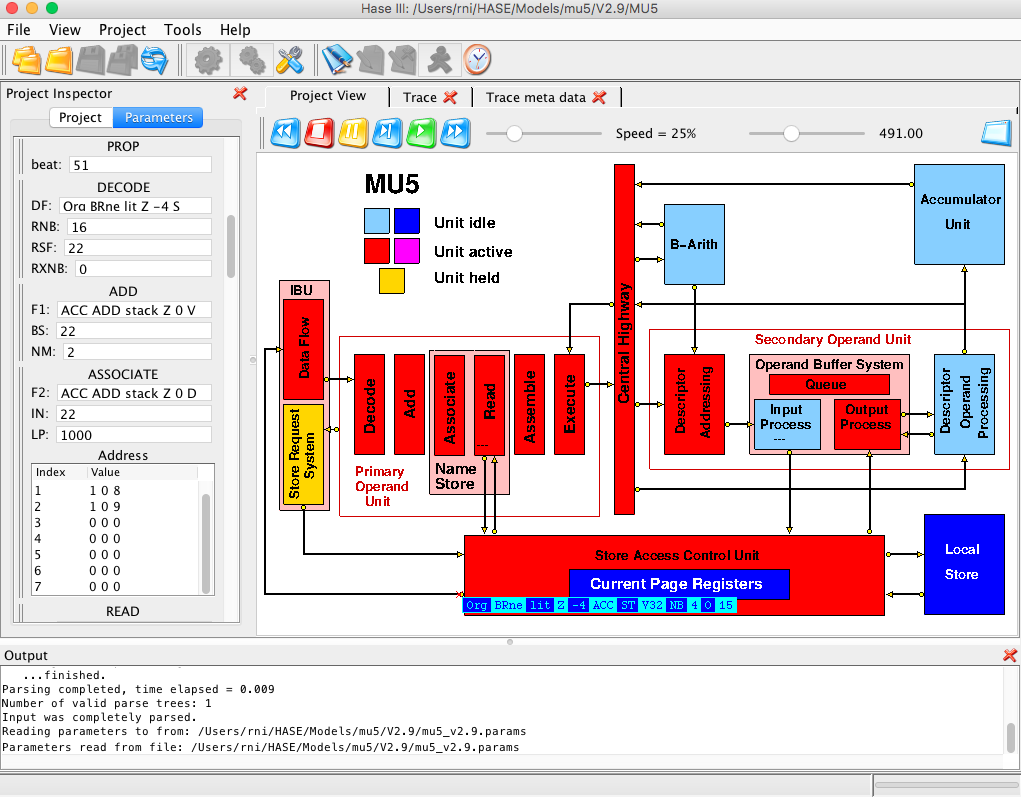 Hase III: /Users/rni/HASE/Models/mu5/V2.9/MU5
File View Project Tools Help
Project Inspector
Project Parameters
PROP
beat: 51
DECODE
DF: Org BRne lit Z -4 S
RNB: 16
RSF: 22
RXNB: 0
ADD
F1: ACC ADD stack Z 0 V
BS: 22
NM: 2
ASSOCIATE
F2: ACC ADD stack Z 0 D
IN: 22
LP: 1000
Address
Index Value
1 1 0 8
2 1 0 9
3 0 0 0
4 0 0 0
5 0 0 0
6 0 0 0
7 0 0 0
READ
Project View Trace Trace meta data
Speed = 25% 491.00
MU5
Unit idle
Unit active
Unit held
IBU
Data Flow
Store Request
System
Decode
Add
Associate
Read
---
Name
Store
Assemble
Execute
Primary
Operand
Unit
Central Highway
B-Arith
Accumulator
Unit
Secondary Operand Unit
Descriptor
Addressing
Operand Buffer System
Queue
Input
Process
---
Output
Process
Descriptor
Operand
Processing
Store Access Control Unit
Current Page Registers
Org BRne lit Z -4 ACC ST V32 NB 4 O 15
Local
Store
Output
...finished.
Parsing completed, time elapsed = 0.009
Number of valid parse trees: 1
Input was completely parsed.
Reading parameters to from: /Users/rni/HASE/Models/mu5/V2.9/mu5_v2.9.params
Parameters read from file: /Users/rni/HASE/Models/mu5/V2.9/mu5_v2.9.params